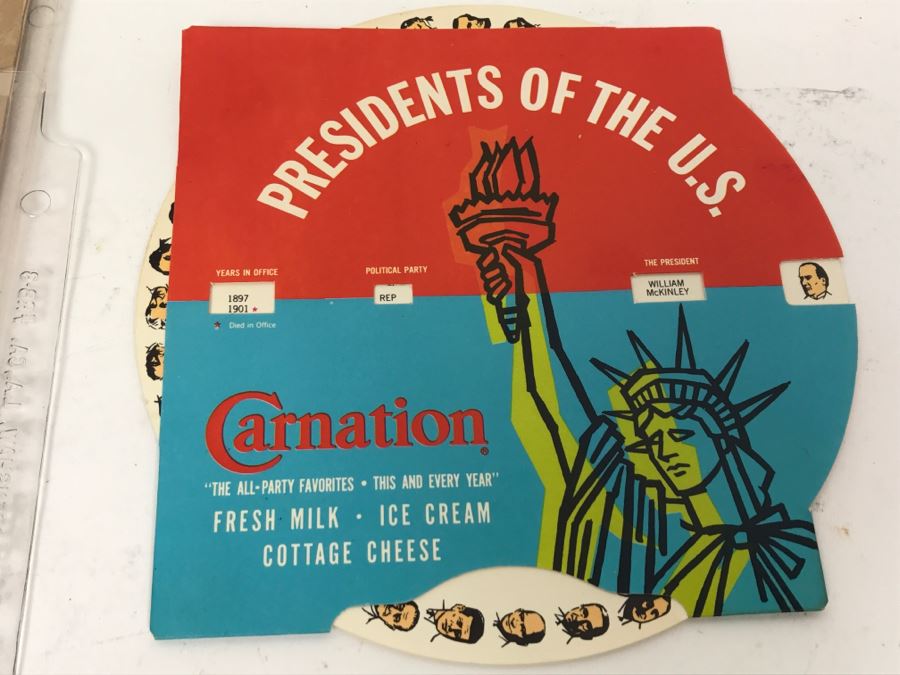 PRESIDENTS OF THE U.S.
YEARS IN OFFICE
POLITICAL PARTY
THE PRESIDENT
1897
1901 *
REP
WILLIAM
McKINLEY
* Died in Office
Carnation®
"THE ALL-PARTY FAVORITES • THIS AND EVERY YEAR"
FRESH MILK • ICE CREAM
COTTAGE CHEESE